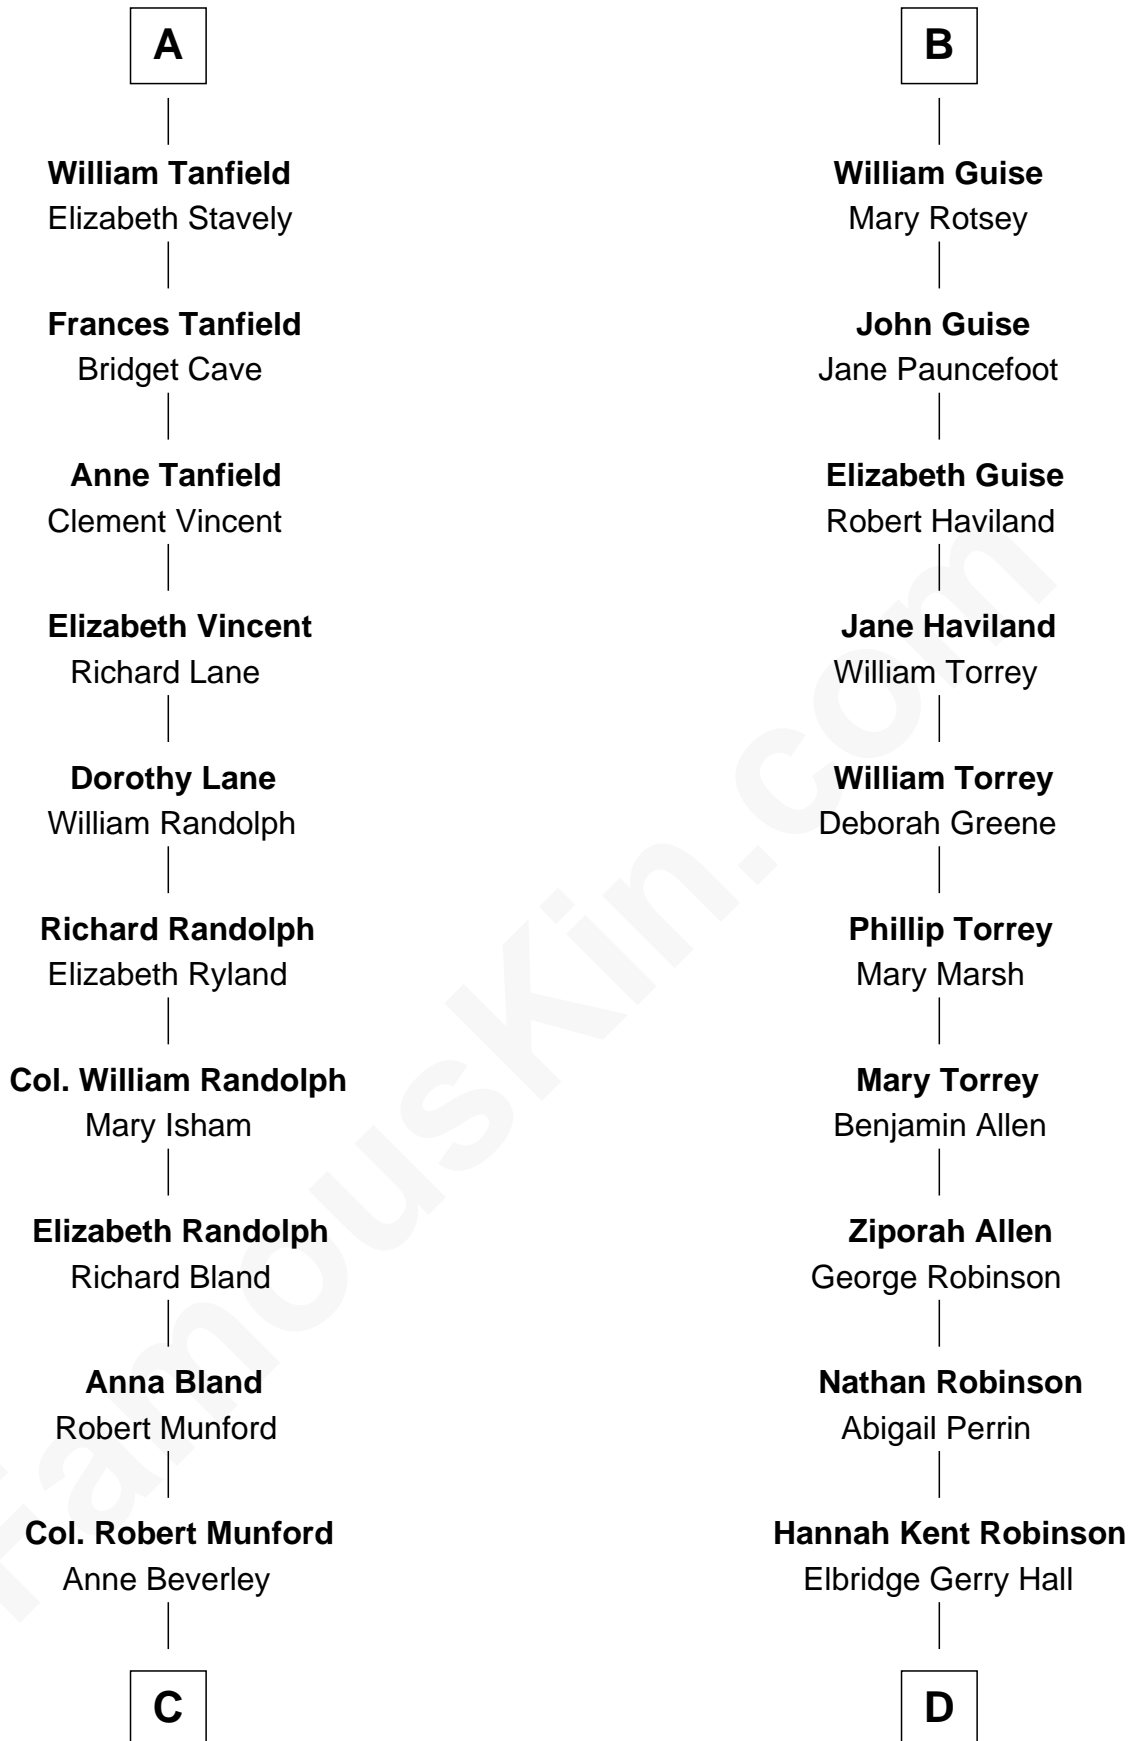 A
William Tanfield
Elizabeth Stavely
Frances Tanfield
Bridget Cave
Anne Tanfield
Clement Vincent
Elizabeth Vincent
Richard Lane
Dorothy Lane
William Randolph
Richard Randolph
Elizabeth Ryland
Col. William Randolph
Mary Isham
Elizabeth Randolph
Richard Bland
Anna Bland
Robert Munford
Col. Robert Munford
Anne Beverley
C
B
William Guise
Mary Rotsey
John Guise
Jane Pauncefoot
Elizabeth Guise
Robert Haviland
Jane Haviland
William Torrey
William Torrey
Deborah Greene
Phillip Torrey
Mary Marsh
Mary Torrey
Benjamin Allen
Ziporah Allen
George Robinson
Nathan Robinson
Abigail Perrin
Hannah Kent Robinson
Elbridge Gerry Hall
D
FamousKin.com